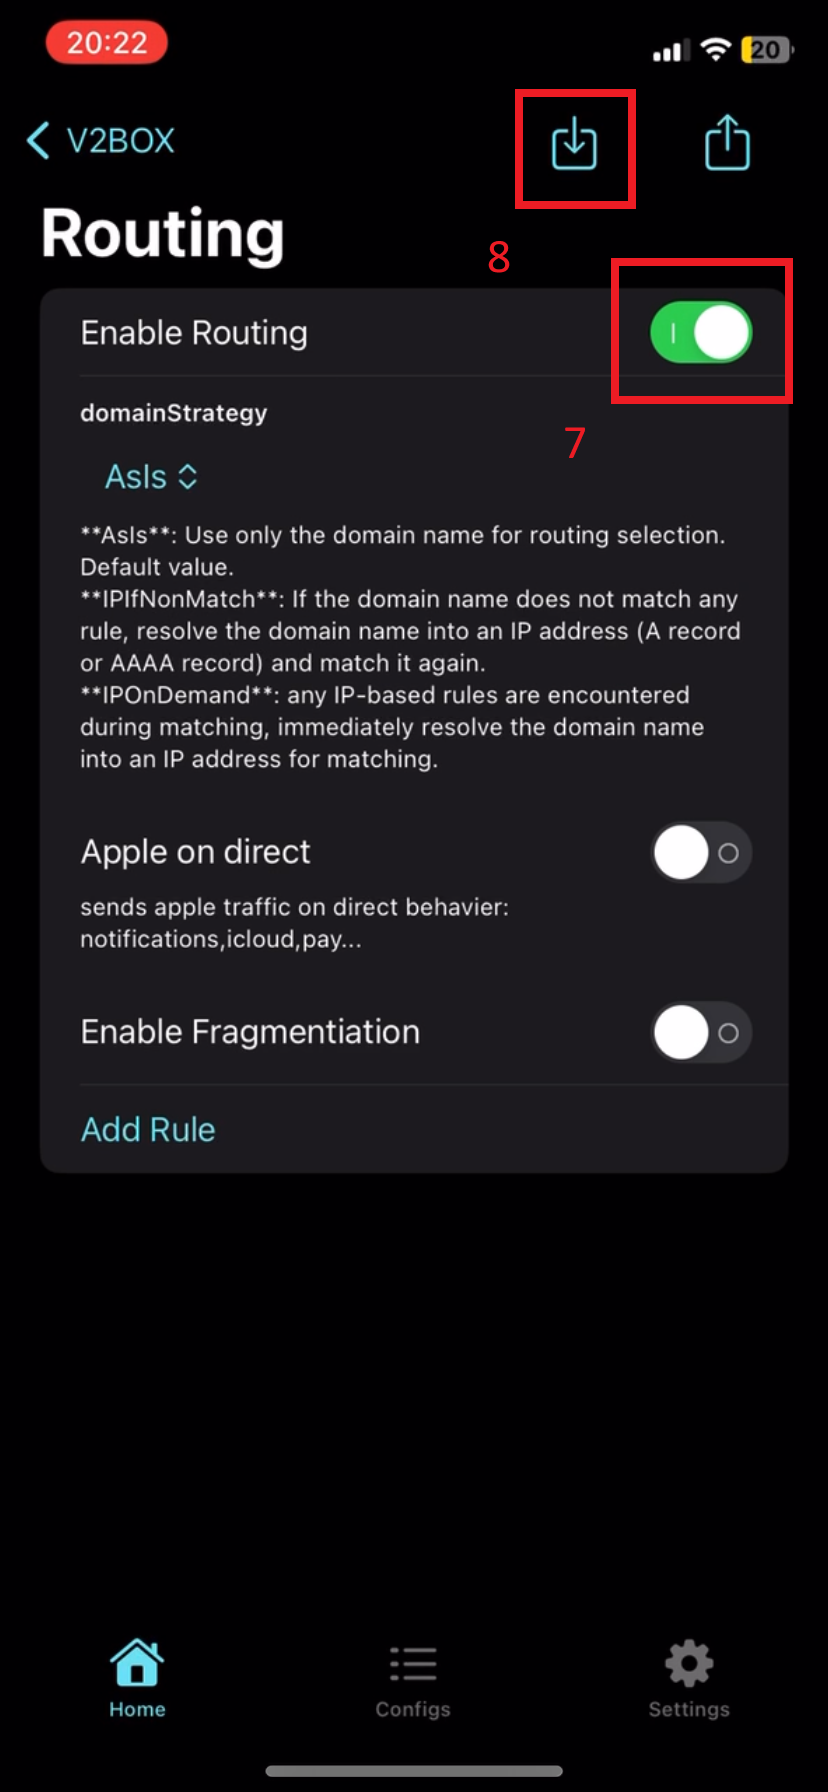 20:22
20
V2BOX
Routing
8
Enable Routing
7
domainStrategy
AsIs
**AsIs**: Use only the domain name for routing selection.
Default value.
**IPIfNonMatch**: If the domain name does not match any
rule, resolve the domain name into an IP address (A record
or AAAA record) and match it again.
**IPOnDemand**: any IP-based rules are encountered
during matching, immediately resolve the domain name
into an IP address for matching.
Apple on direct
sends apple traffic on direct behavier:
notifications,icloud,pay...
Enable Fragmentiation
Add Rule
Home
Configs
Settings